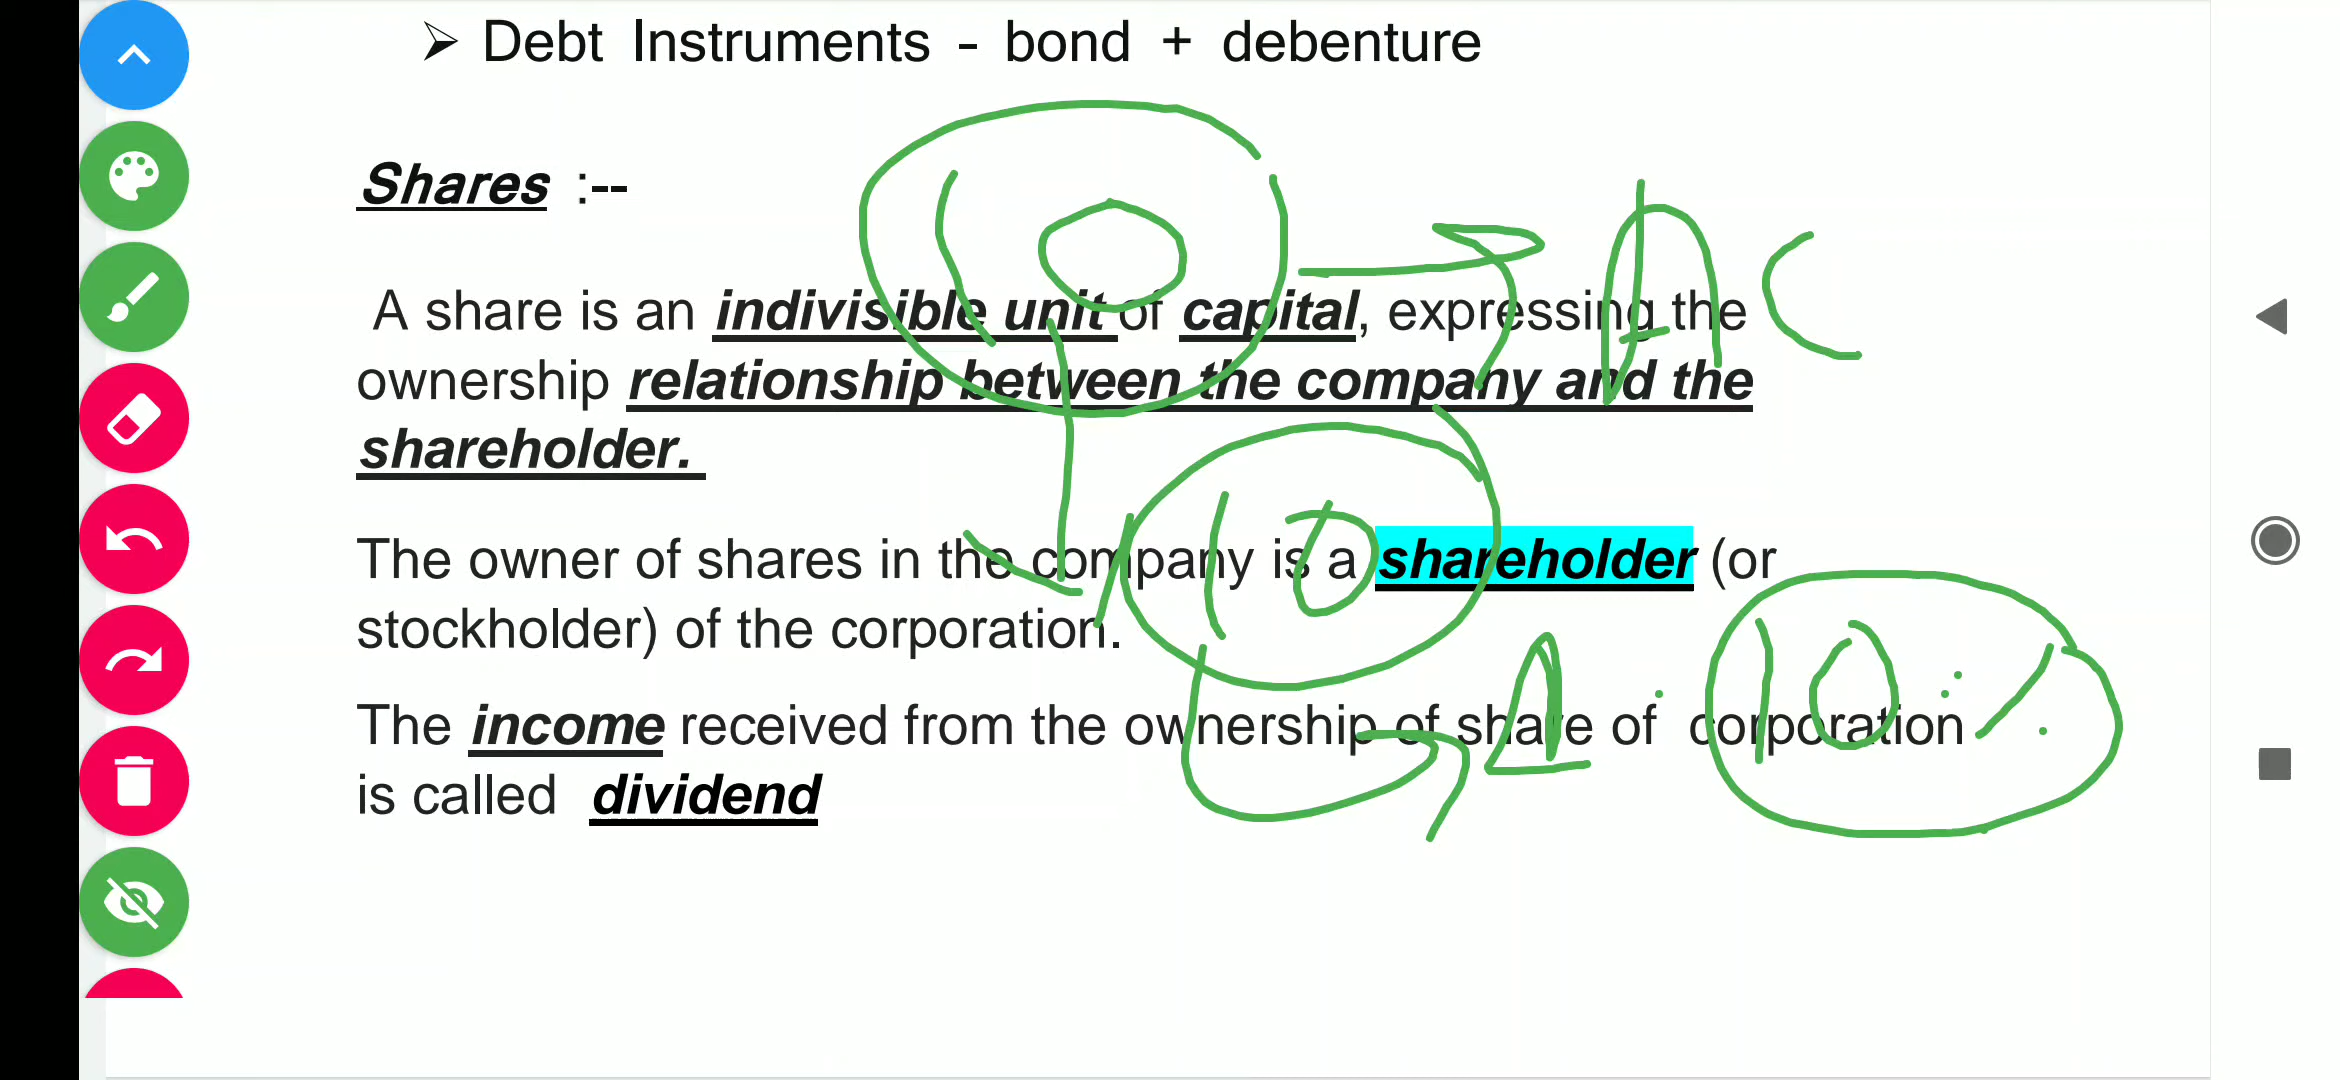 ➢ Debt Instruments - bond + debenture
Shares :--
A share is an indivisible unit of capital, expressing the
ownership relationship between the company and the
shareholder.
The owner of shares in the company is a shareholder (or
stockholder) of the corporation.
The income received from the ownership of share of corporation
is called dividend
10
10 %